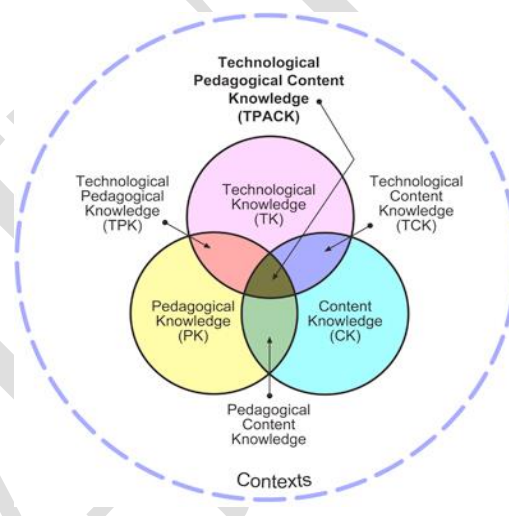 Technological
Pedagogical Content
Knowledge
(TPACK)
Technological
Pedagogical
Knowledge
(TPK)
Technological
Knowledge
(TK)
Technological
Content
Knowledge
(TCK)
Pedagogical
Knowledge
(PK)
Content
Knowledge
(CK)
Pedagogical
Content
Knowledge
Contexts